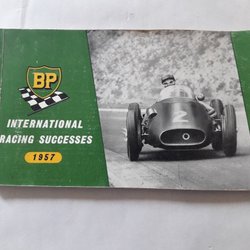 BP
INTERNATIONAL
RACING SUCCESSES
1957
2